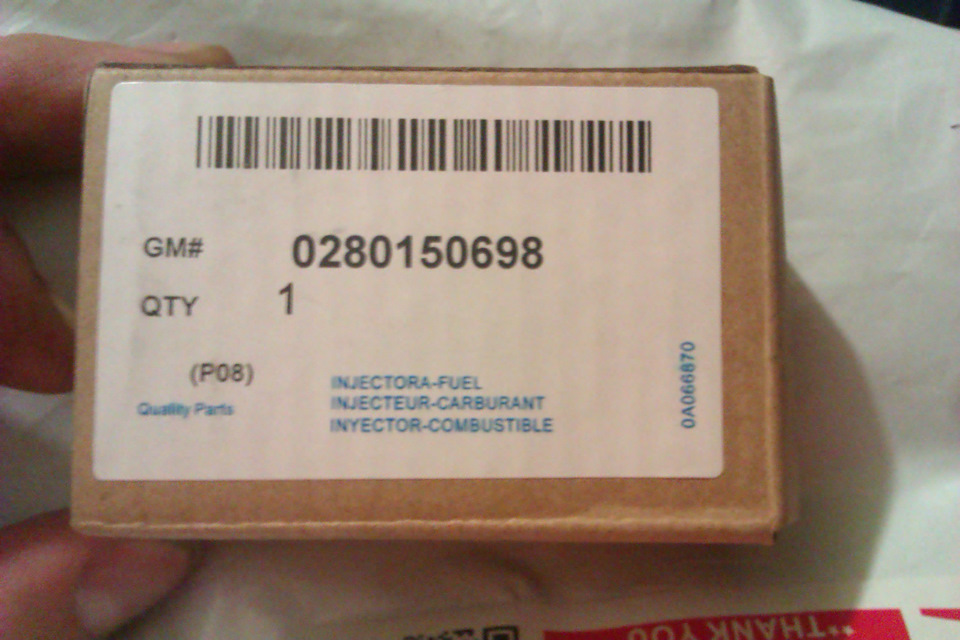 GM# 0280150698
QTY 1
(P08)
Quality Parts
INJECTORA-FUEL
INJECTEUR-CARBURANT
INYECTOR-COMBUSTIBLE
0A066870
**THANK YOU